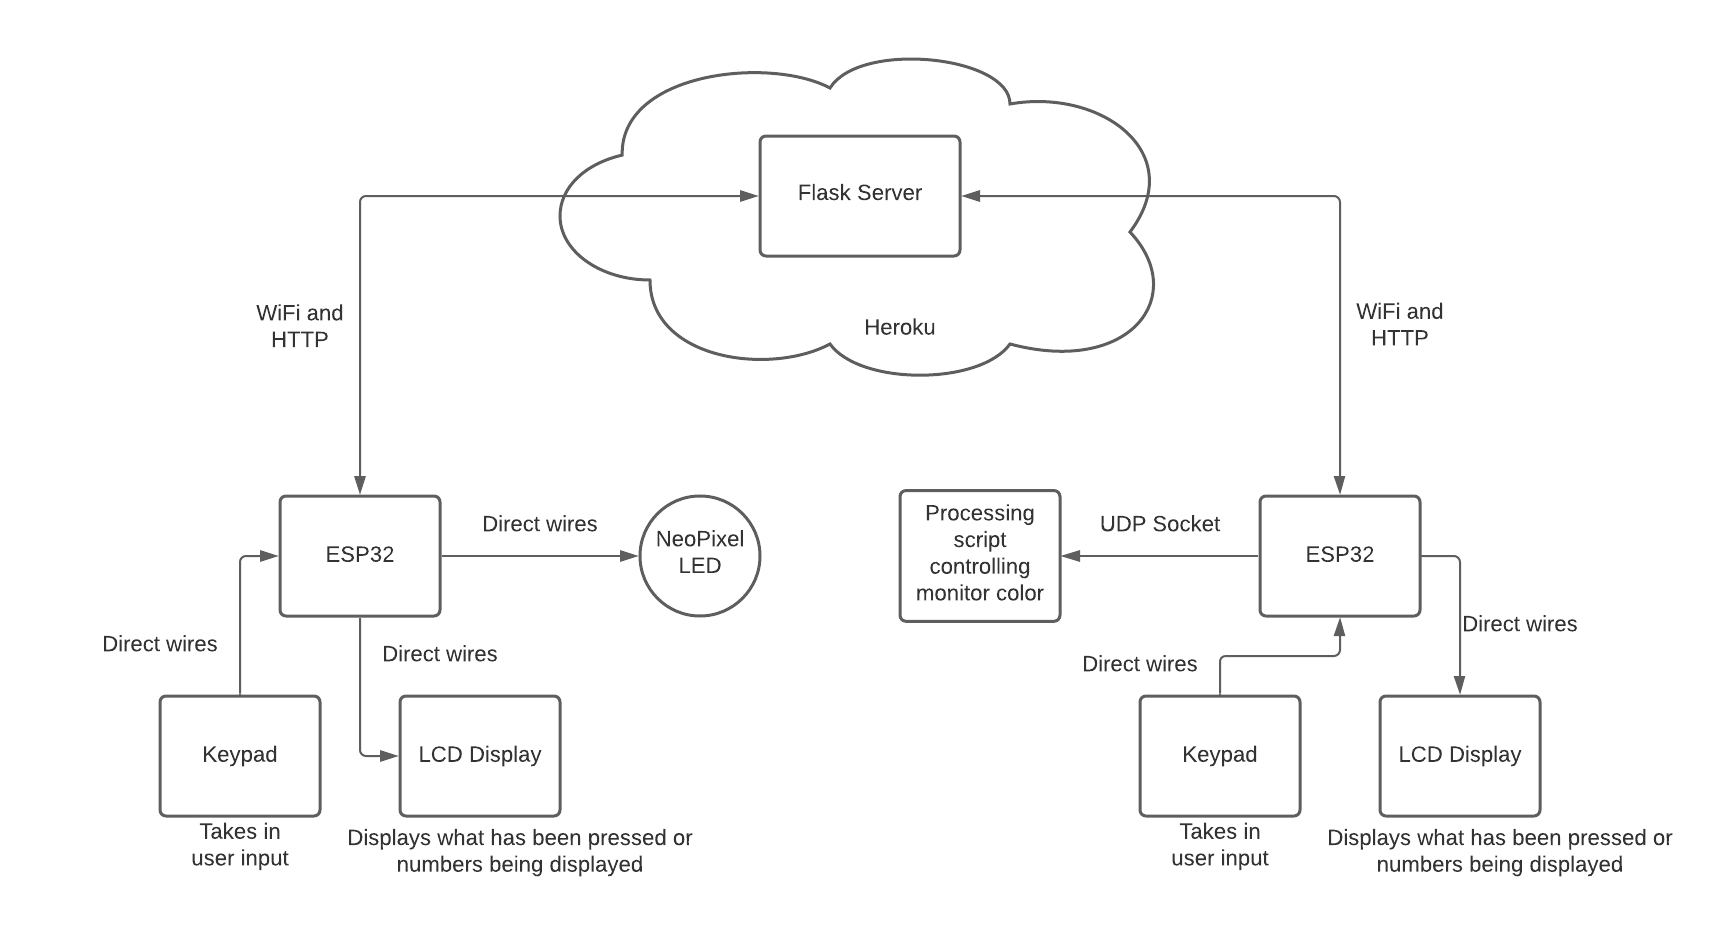 Flask Server
Heroku
WiFi and
HTTP
WiFi and
HTTP
ESP32
Direct wires
NeoPixel
LED
Processing
script
controlling
monitor color
UDP Socket
ESP32
Direct wires
Direct wires
Direct wires
Direct wires
Keypad
LCD Display
Keypad
LCD Display
Takes in
user input
Displays what has been pressed or
numbers being displayed
Takes in
user input
Displays what has been pressed or
numbers being displayed